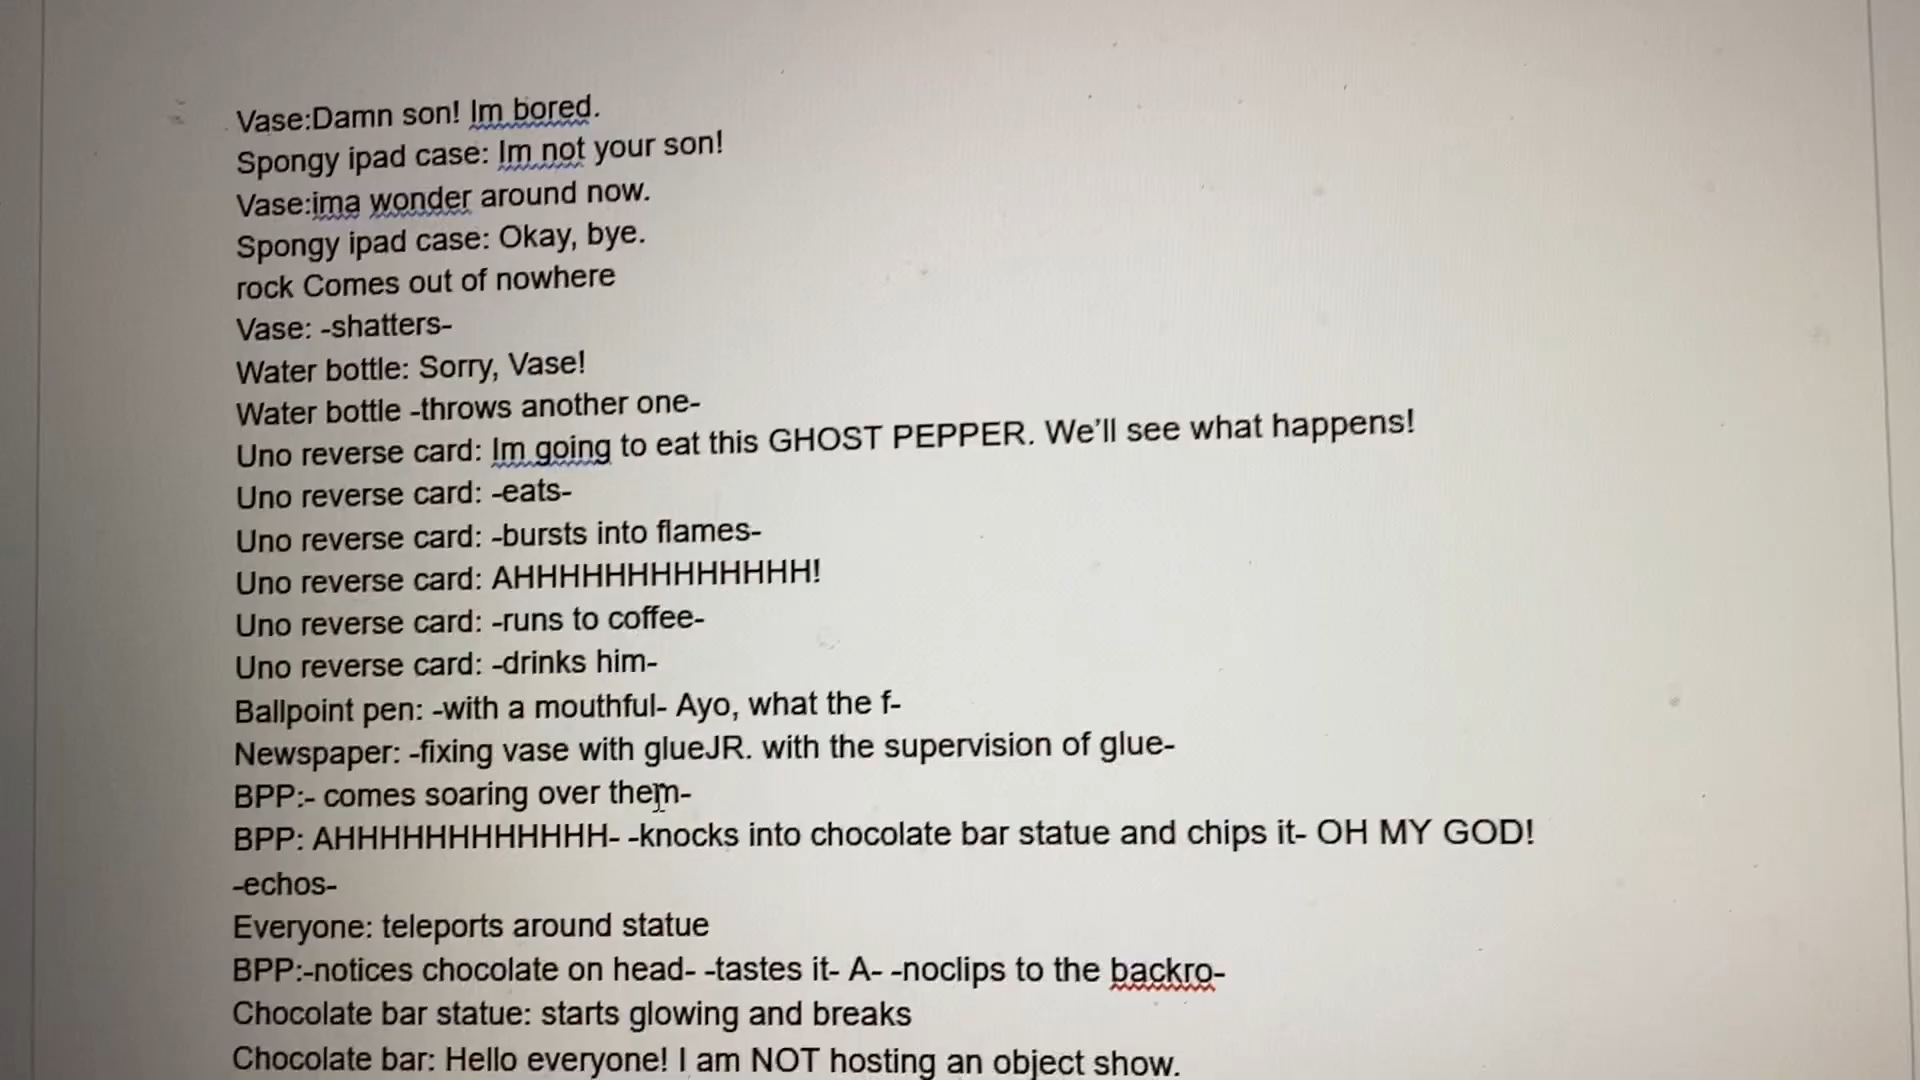 Vase:Damn son! Im bored.
Spongy ipad case: Im not your son!
Vase:ima wonder around now.
Spongy ipad case: Okay, bye.
rock Comes out of nowhere
Vase: -shatters-
Water bottle: Sorry, Vase!
Water bottle -throws another one-
Uno reverse card: Im going to eat this GHOST PEPPER. We'll see what happens!
Uno reverse card: -eats-
Uno reverse card: -bursts into flames-
Uno reverse card: AHHHHHHHHHHHHHH!
Uno reverse card: -runs to coffee-
Uno reverse card: -drinks him-
Ballpoint pen: -with a mouthful- Ayo, what the f-
Newspaper: -fixing vase with glueJR. with the supervision of glue-
BPP:- comes soaring over them-
BPP: AHHHHHHHHHHHHH- -knocks into chocolate bar statue and chips it- OH MY GOD!
-echos-
Everyone: teleports around statue
BPP:-notices chocolate on head- -tastes it- A- -noclips to the backro-
Chocolate bar statue: starts glowing and breaks
Chocolate bar: Hello everyone! I am NOT hosting an object show.